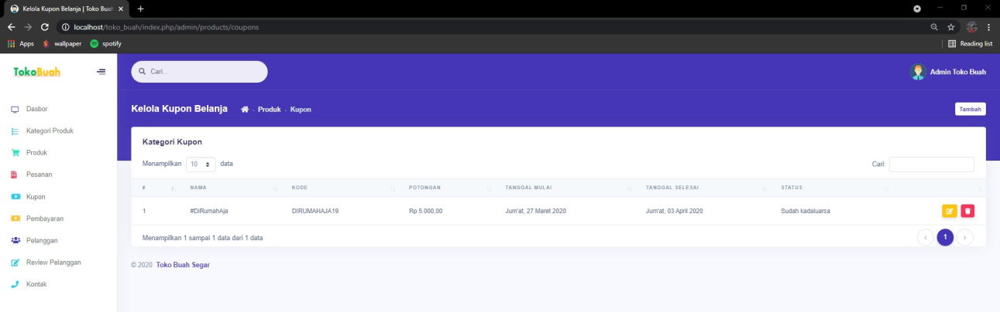 Kelola Kupon Belanja | Toko Bua
localhost/toko_buah/index.php/admin/products/coupons
Apps wallpaper spotify Reading list
TokoBuah
Cari...
Admin Toko Buah
Dasbor
Kategori Produk
Produk
Pesanan
Kupon
Pembayaran
Pelanggan
Review Pelanggan
Kontak
Kelola Kupon Belanja - Produk - Kupon
Tambah
Kategori Kupon
Menampilkan 10 data
Cari:
# NAMA KODE POTONGAN TANGGAL MULAI TANGGAL SELESAI STATUS
1 #DiRumahAja DIRUMAHAJA19 Rp 5.000,00 Jum'at, 27 Maret 2020 Jum'at, 03 April 2020 Sudah kadaluarsa
Menampilkan 1 sampai 1 data dari 1 data
1
© 2020 Toko Buah Segar